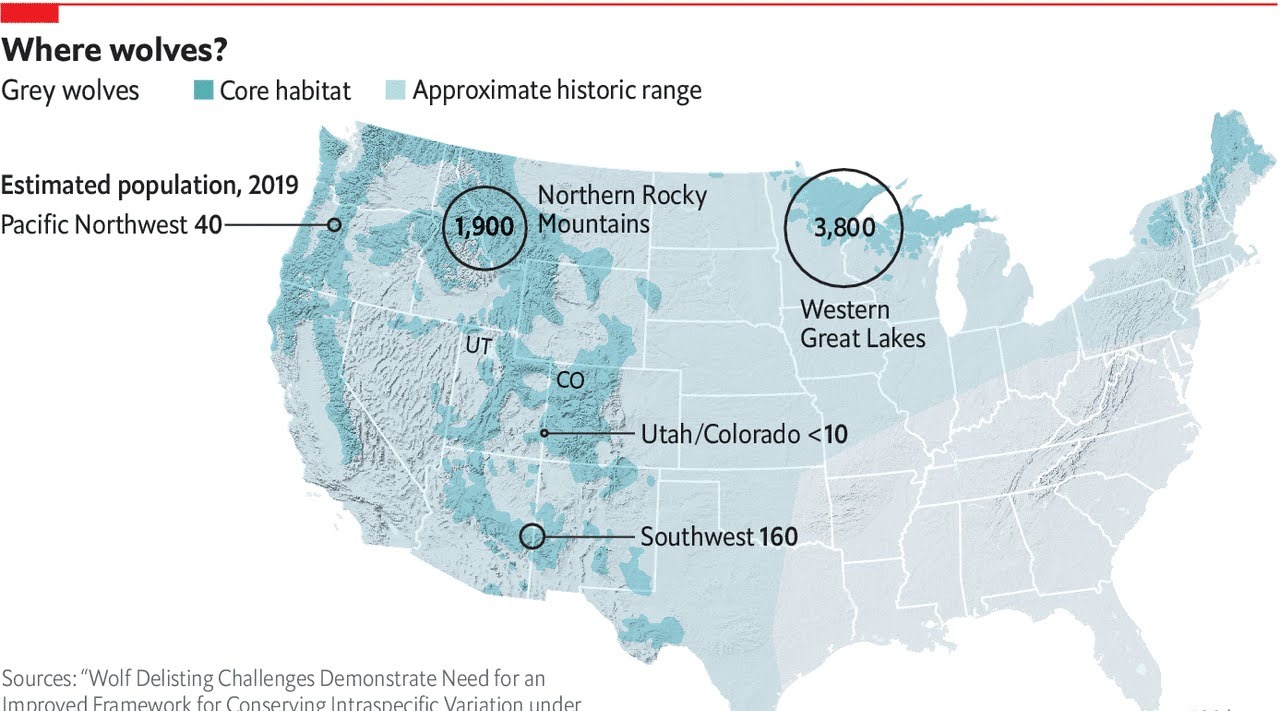 Where wolves?
Grey wolves
Core habitat
Approximate historic range
Estimated population, 2019
Pacific Northwest 40
1,900
Northern Rocky
Mountains
3,800
Western
Great Lakes
UT
CO
Utah/Colorado <10
Southwest 160
Sources: “Wolf Delisting Challenges Demonstrate Need for an
Improved Framework for Conserving Intraspecific Variation under